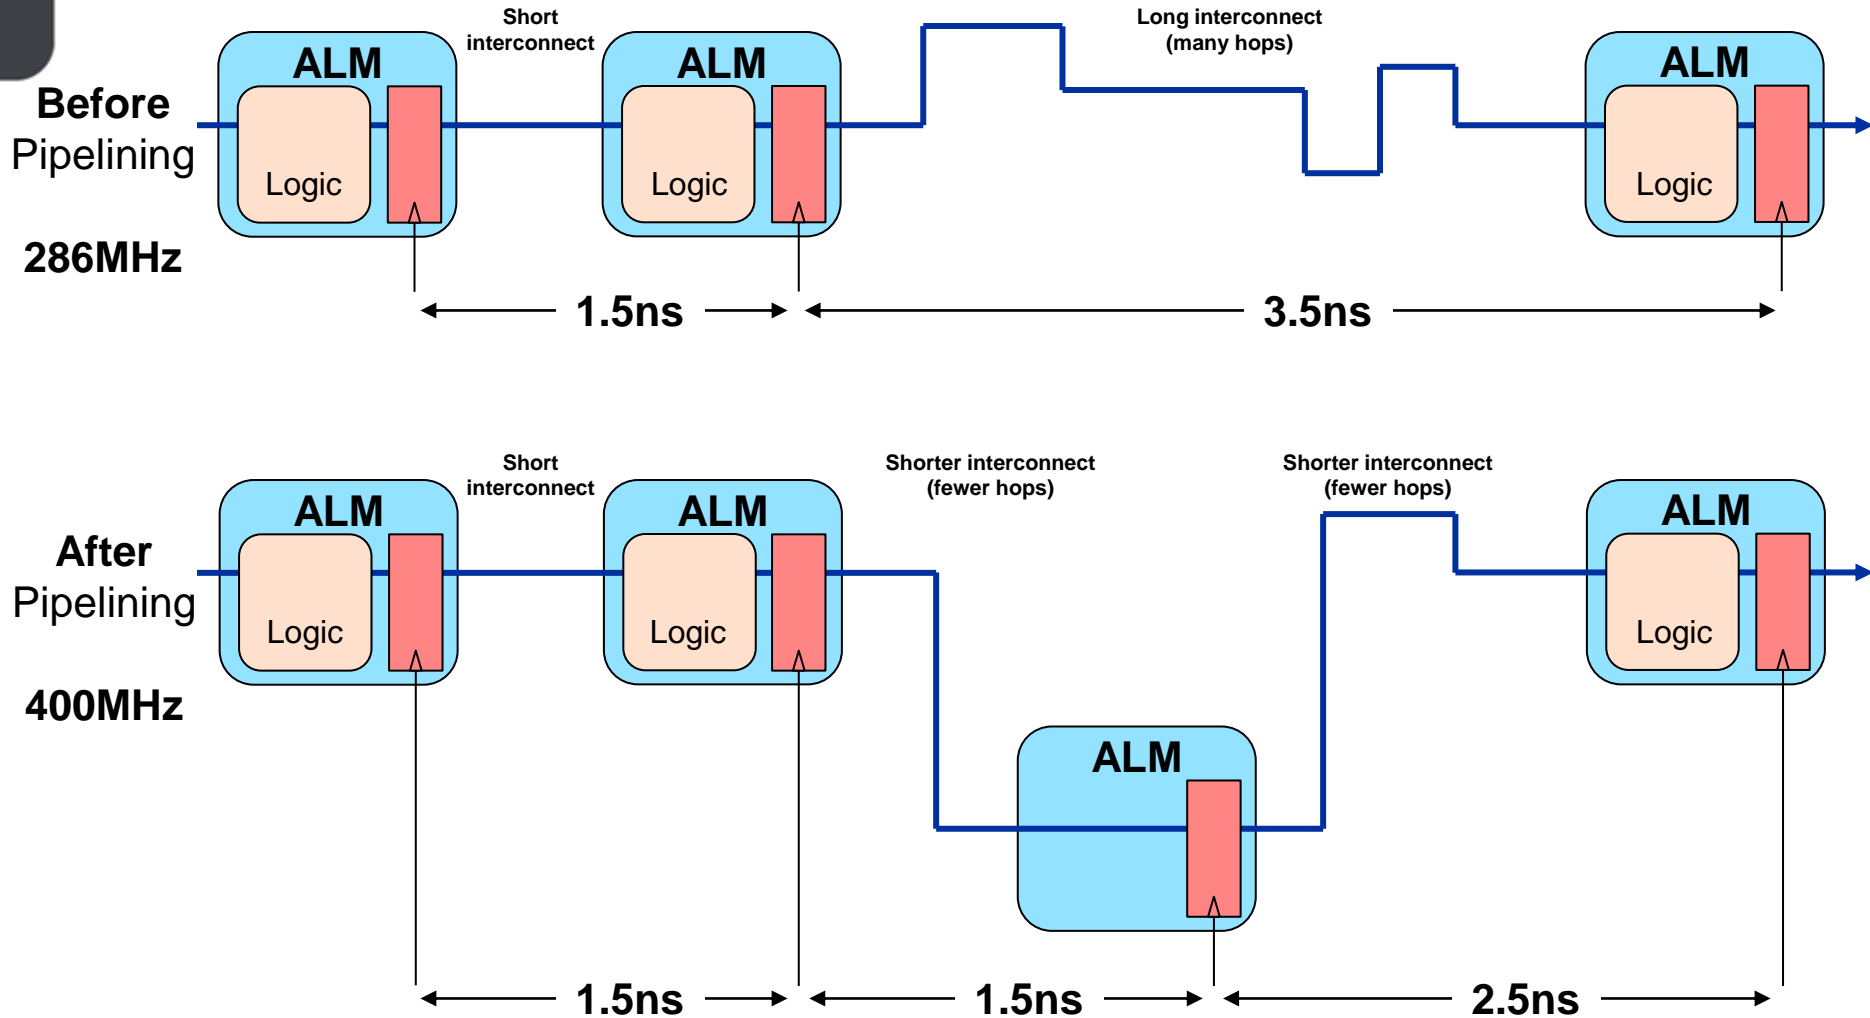 Short
interconnect
Long interconnect
(many hops)
ALM
ALM
ALM
Before
Pipelining
Logic
Logic
Logic
286MHz
1.5ns
3.5ns
Short
interconnect
Shorter interconnect
(fewer hops)
Shorter interconnect
(fewer hops)
ALM
ALM
ALM
After
Pipelining
Logic
Logic
Logic
400MHz
ALM
1.5ns
1.5ns
2.5ns